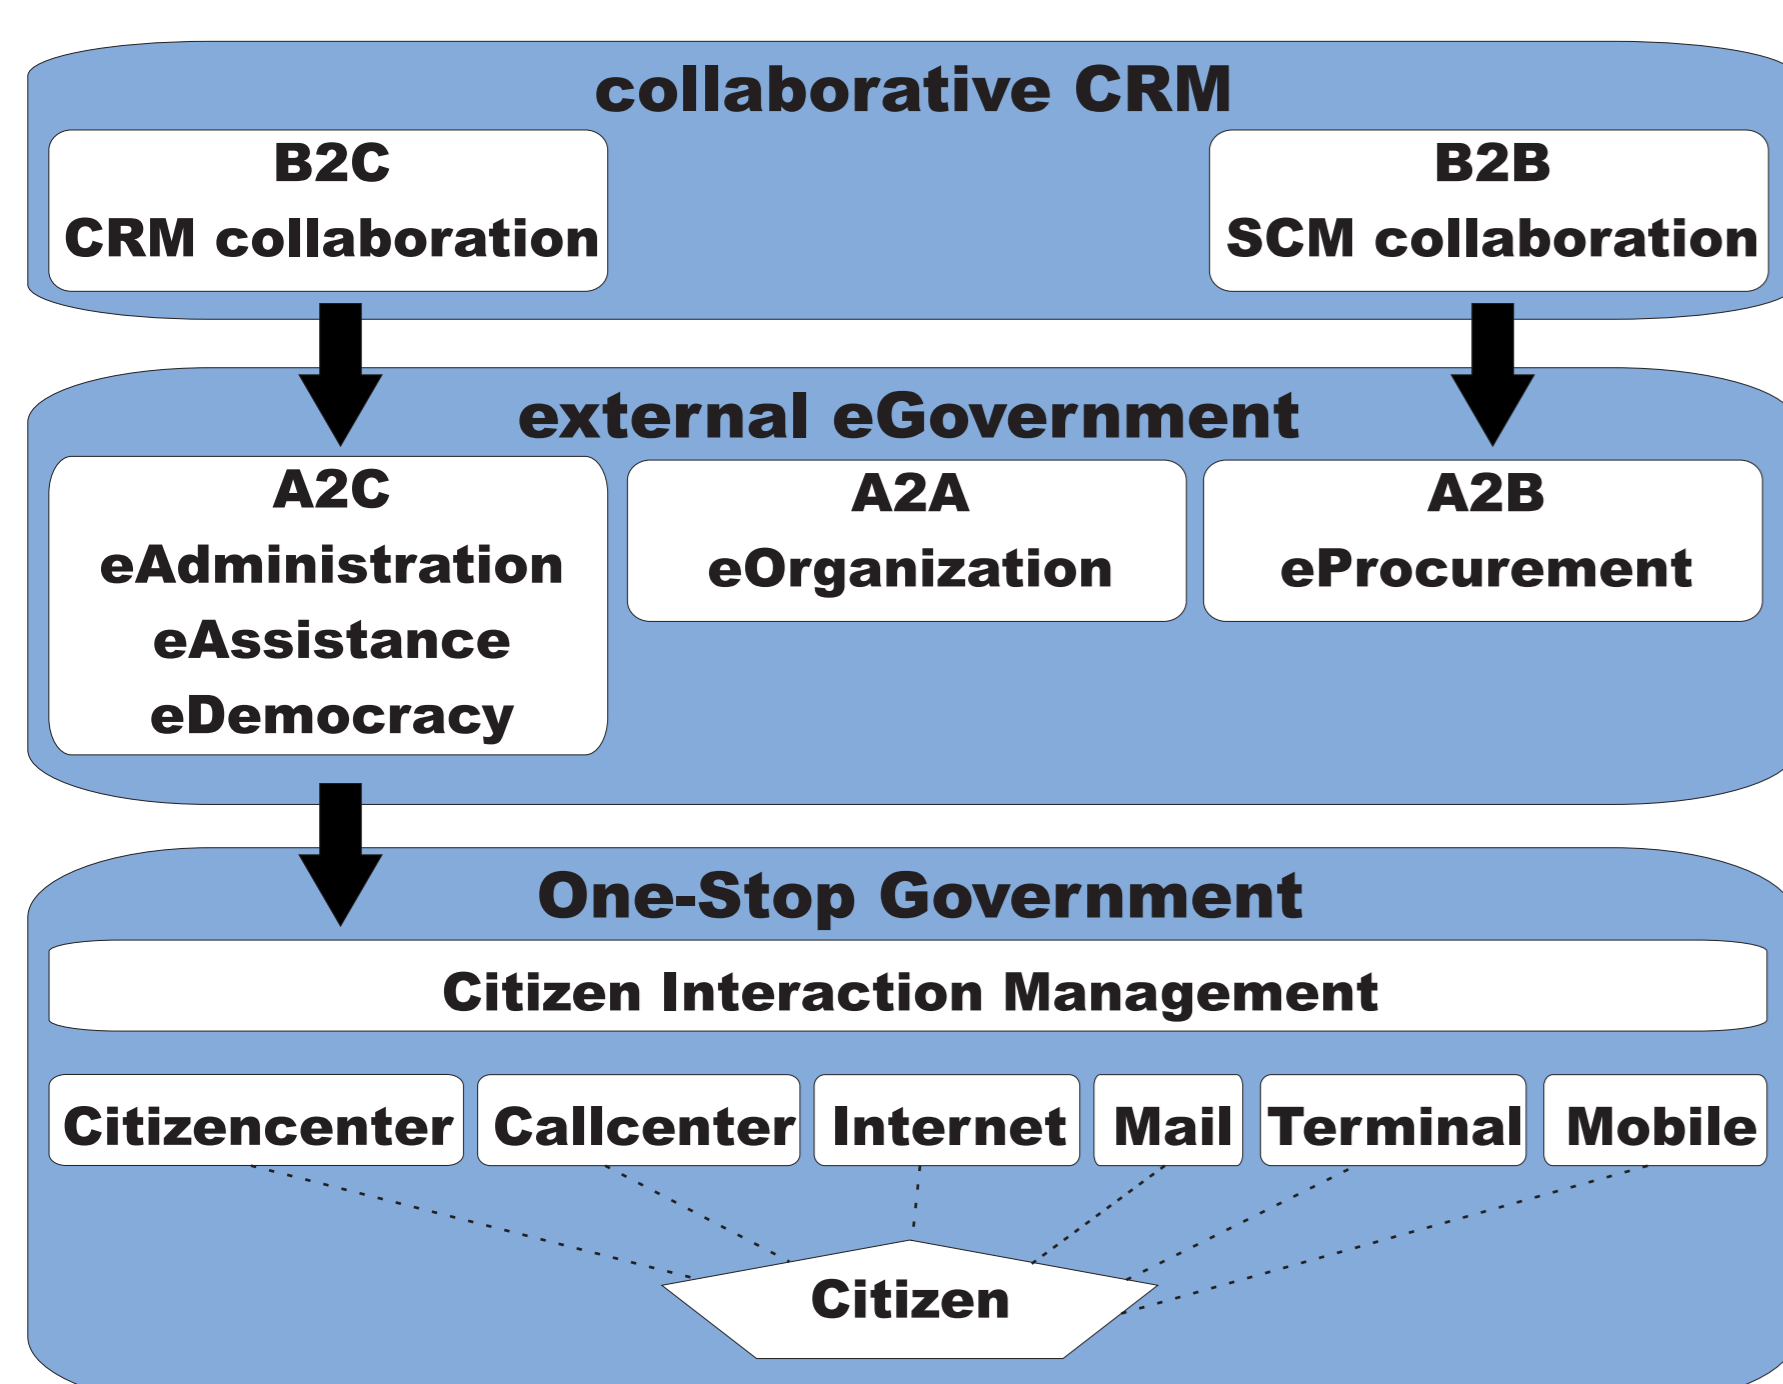 collaborative CRM
B2C
CRM collaboration
B2B
SCM collaboration
external eGovernment
A2C
eAdministration
eAssistance
eDemocracy
A2A
eOrganization
A2B
eProcurement
One-Stop Government
Citizen Interaction Management
Citizencenter
Callcenter
Internet
Mail
Terminal
Mobile
Citizen